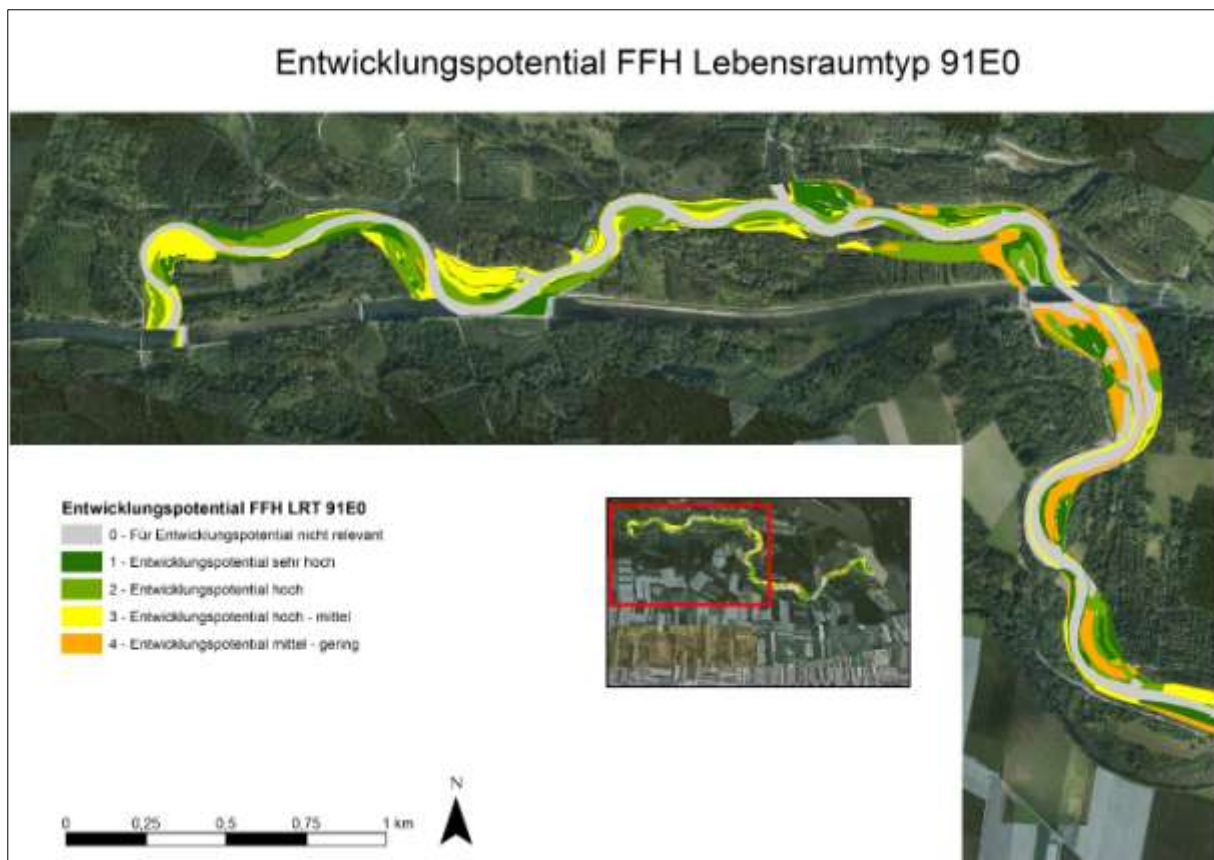 Entwicklungspotential FFH Lebensraumtyp 91E0
Entwicklungspotential FFH LRT 91E0
0 - Für Entwicklungspotential nicht relevant
1 - Entwicklungspotential sehr hoch
2 - Entwicklungspotential hoch
3 - Entwicklungspotential hoch - mittel
4 - Entwicklungspotential mittel - gering
N
0 0,25 0,5 0,75 1 km